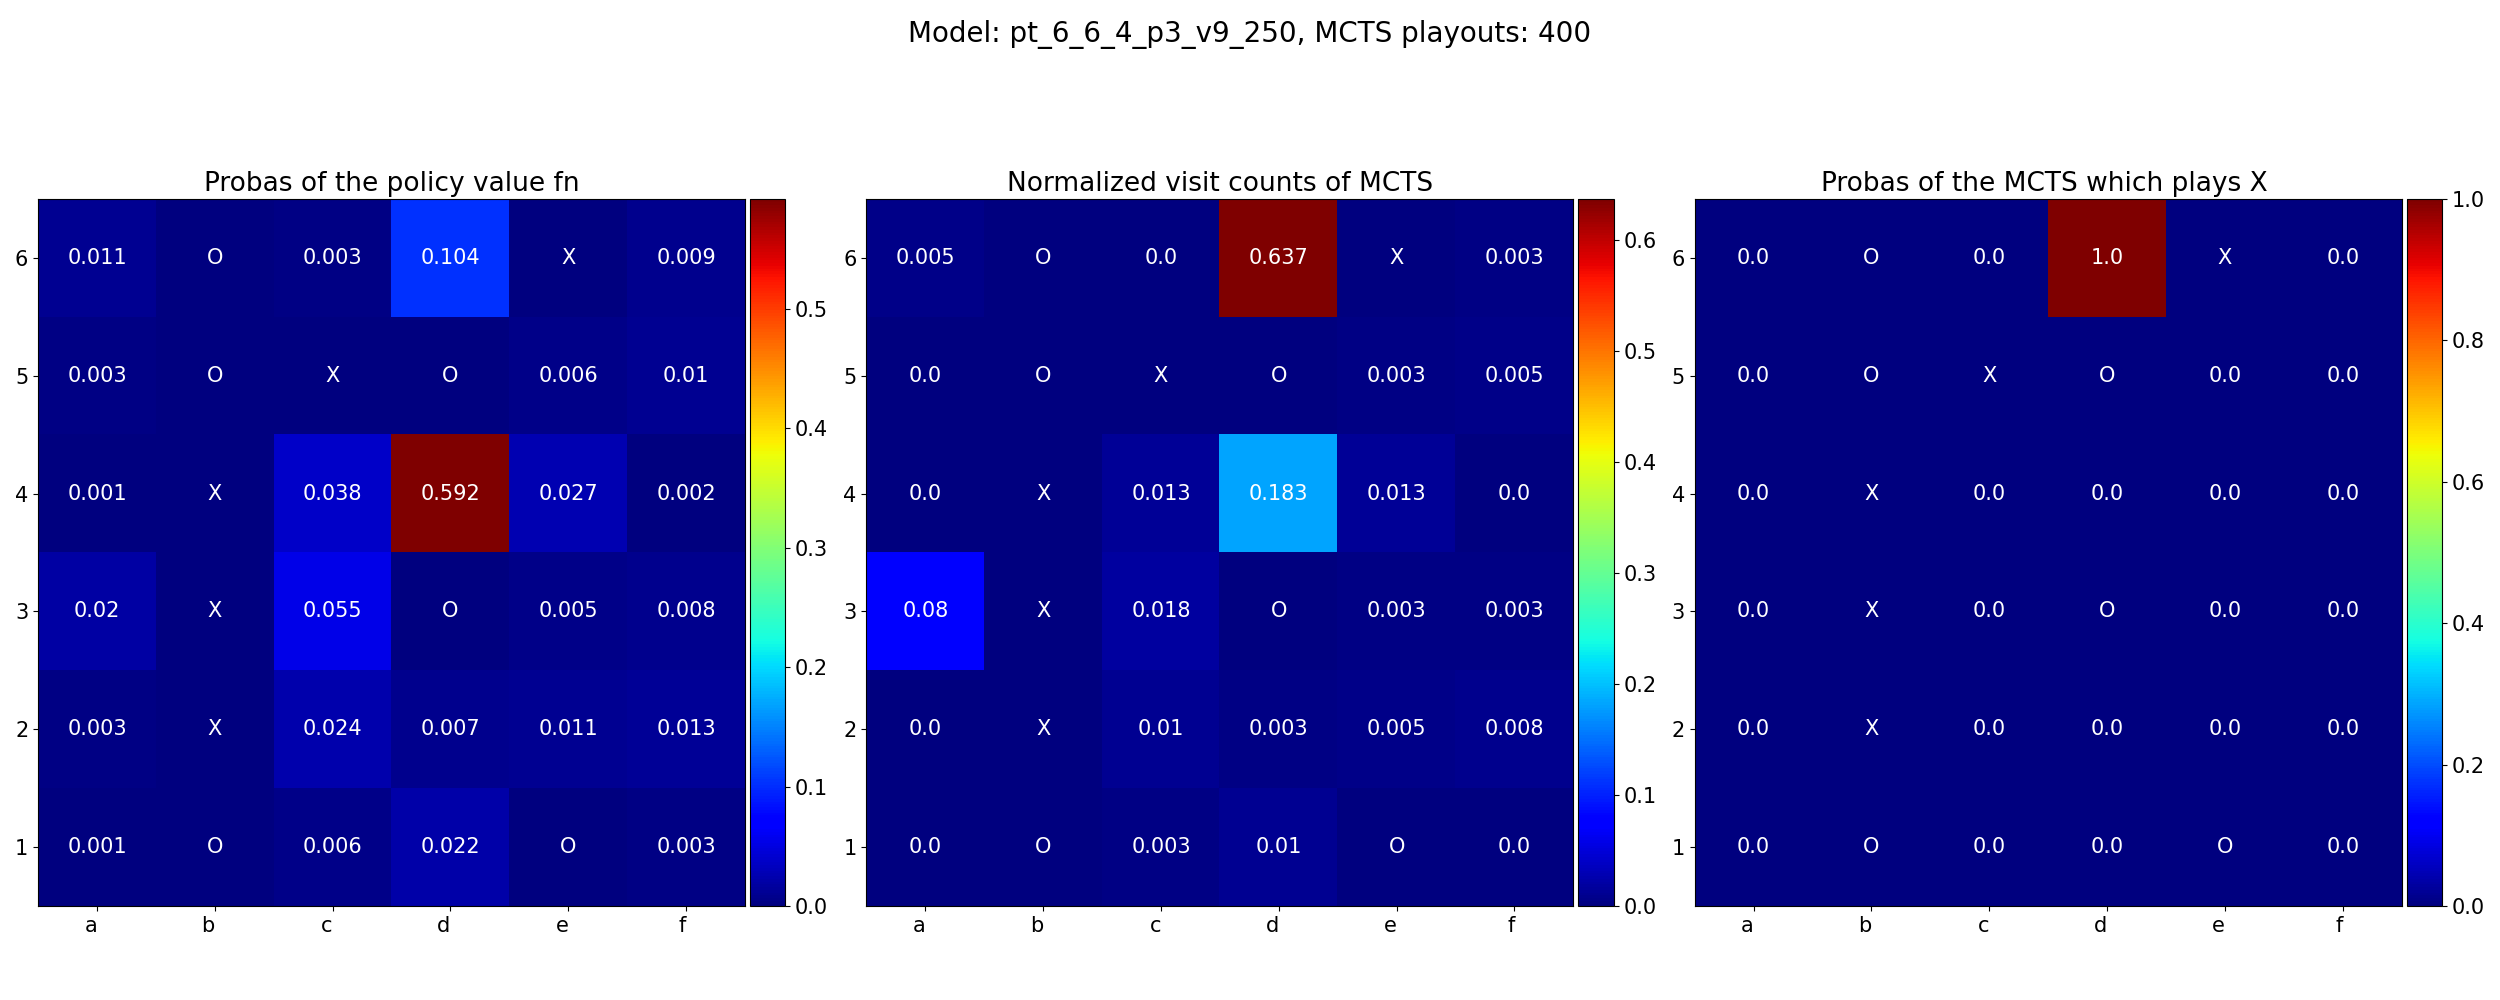 Model: pt_6_6_4_p3_v9_250, MCTS playouts: 400
Probas of the policy value fn
6 0.011 O 0.003 0.104 X 0.009
5 0.003 O X O 0.006 0.01
4 0.001 X 0.038 0.592 0.027 0.002
3 0.02 X 0.055 O 0.005 0.008
2 0.003 X 0.024 0.007 0.011 0.013
1 0.001 O 0.006 0.022 O 0.003
a b c d e f
0.5
0.4
0.3
0.2
0.1
0.0
Normalized visit counts of MCTS
6 0.005 O 0.0 0.637 X 0.003
5 0.0 O X O 0.003 0.005
4 0.0 X 0.013 0.183 0.013 0.0
3 0.08 X 0.018 O 0.003 0.003
2 0.0 X 0.01 0.003 0.005 0.008
1 0.0 O 0.003 0.01 O 0.0
a b c d e f
0.6
0.5
0.4
0.3
0.2
0.1
0.0
Probas of the MCTS which plays X
6 0.0 O 0.0 1.0 X 0.0
5 0.0 O X O 0.0 0.0
4 0.0 X 0.0 0.0 0.0 0.0
3 0.0 X 0.0 O 0.0 0.0
2 0.0 X 0.0 0.0 0.0 0.0
1 0.0 O 0.0 0.0 O 0.0
a b c d e f
1.0
0.8
0.6
0.4
0.2
0.0